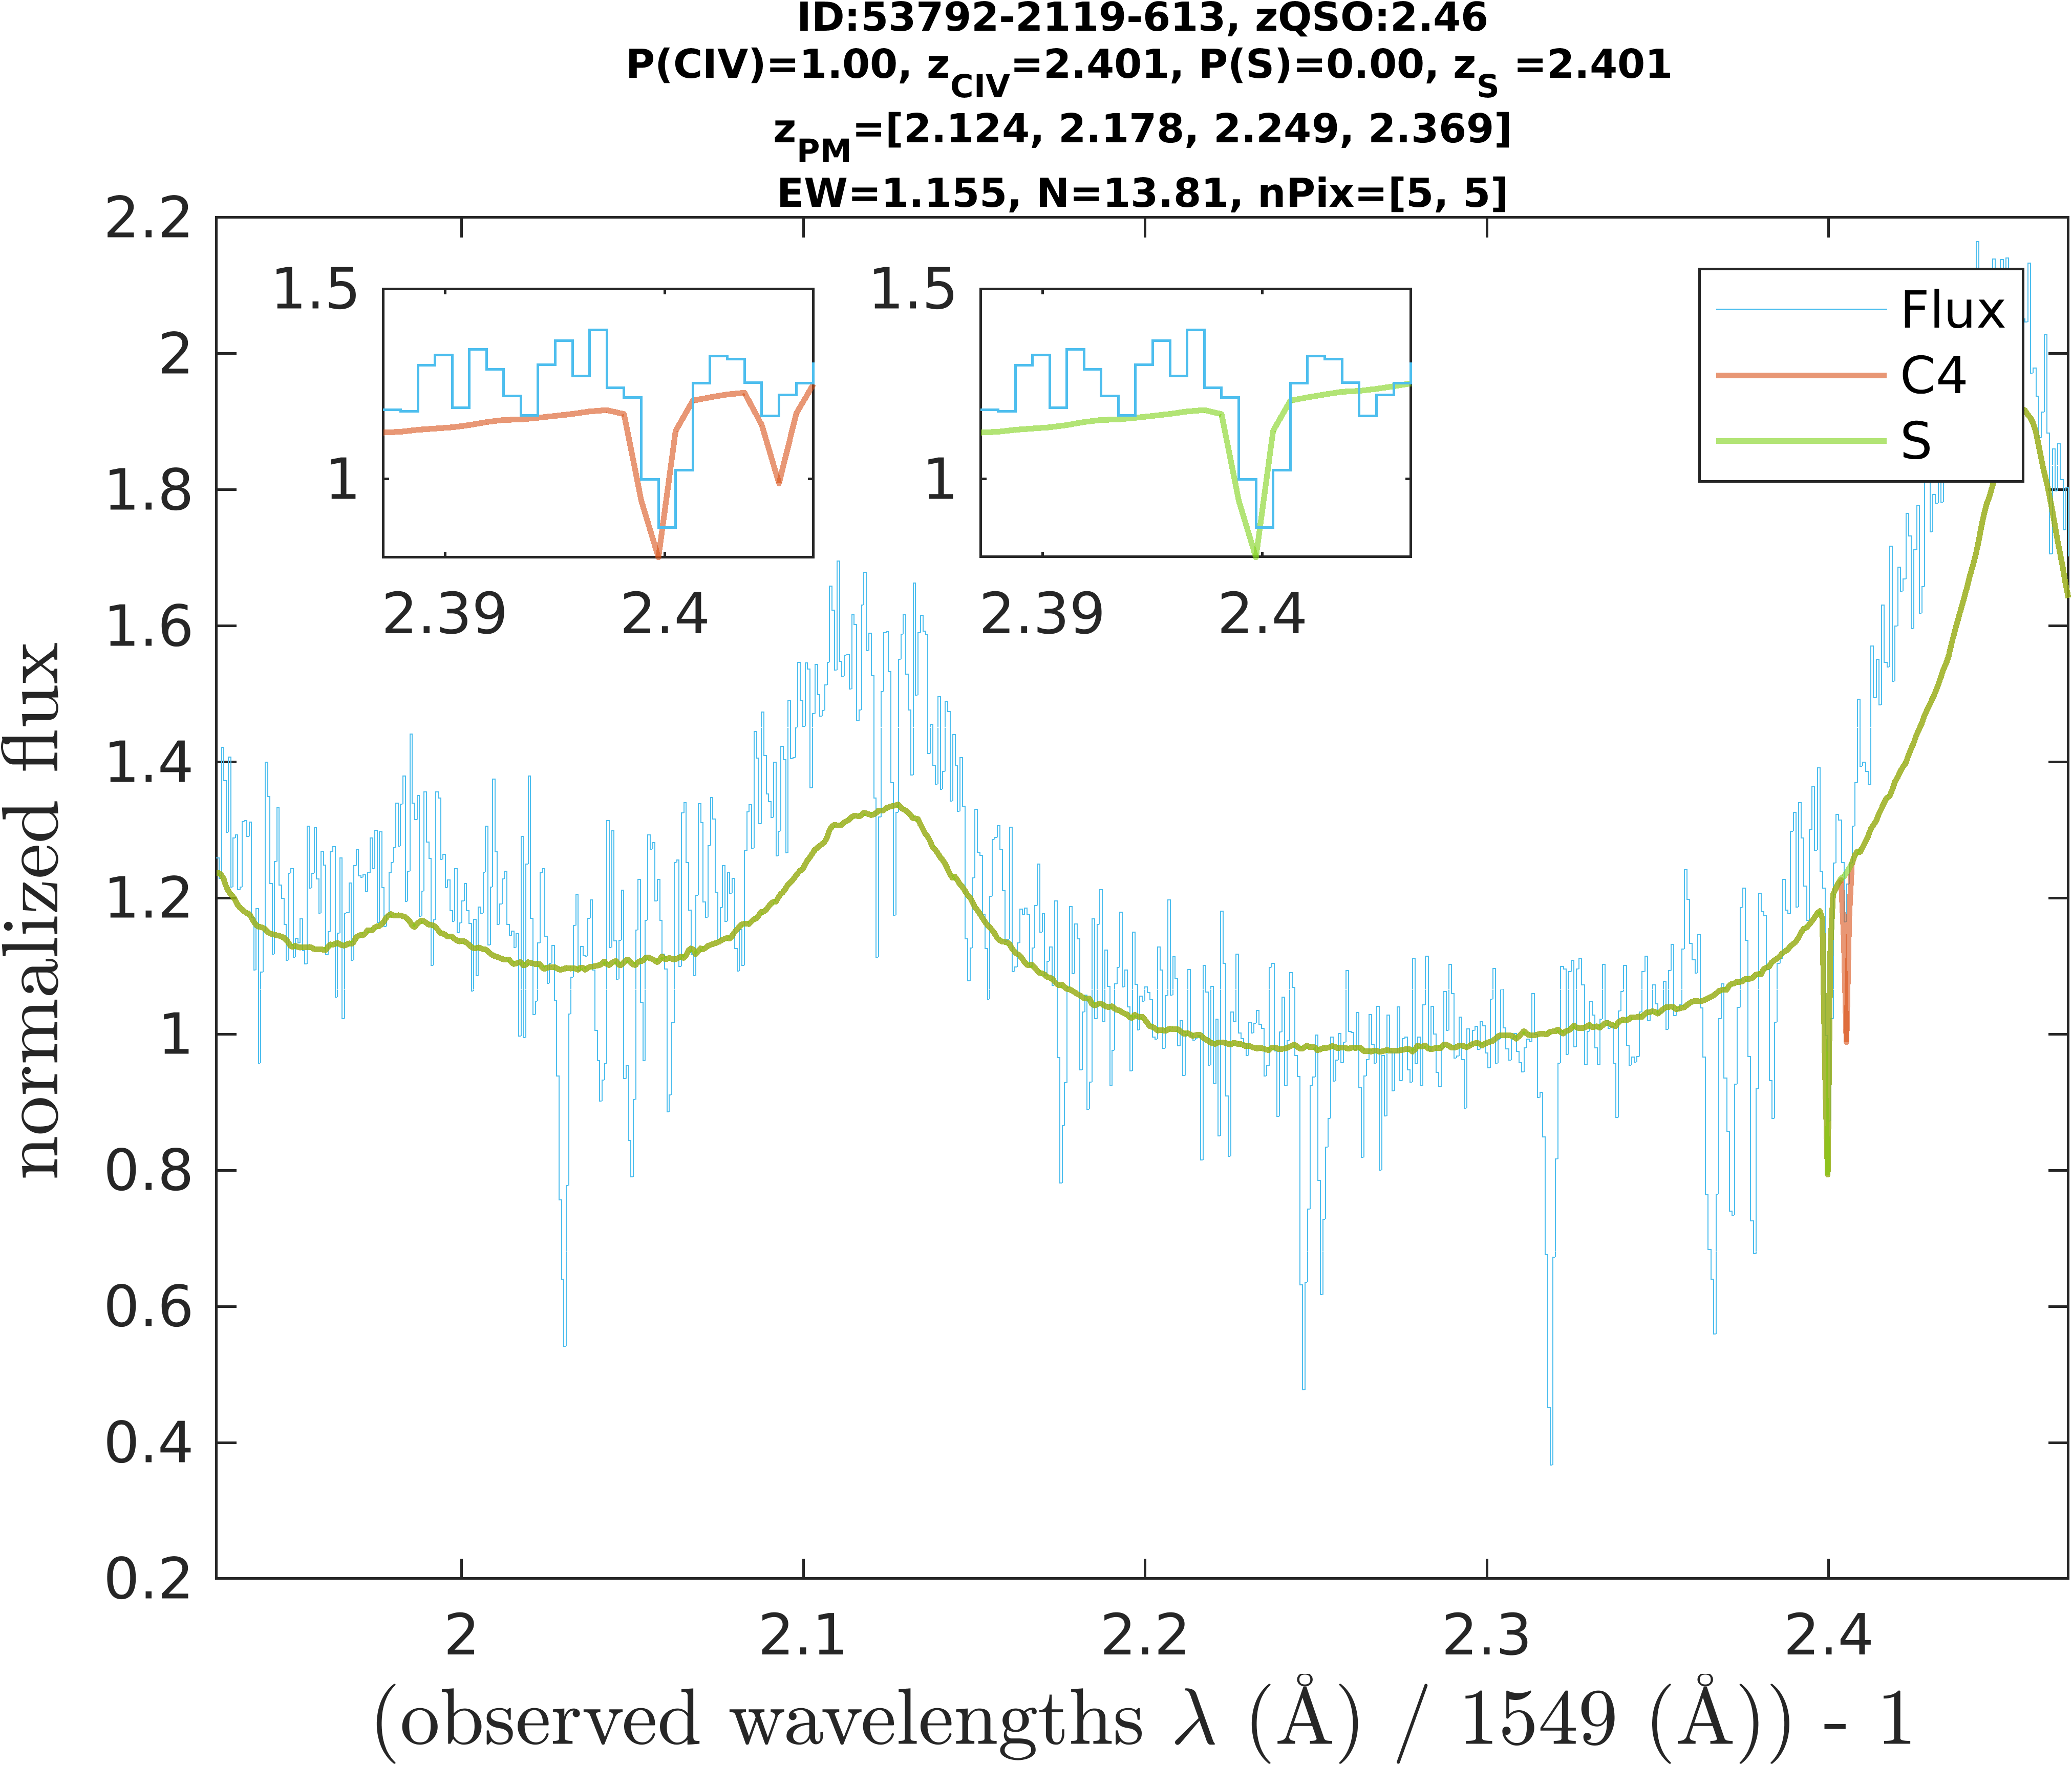 ID:53792-2119-613, zQSO:2.46
P(CIV)=1.00, zCIV=2.401, P(S)=0.00, zS =2.401
zPM=[2.124, 2.178, 2.249, 2.369]
EW=1.155, N=13.81, nPix=[5, 5]
2.2
2
1.8
1.6
1.4
1.2
1
0.8
0.6
0.4
0.2
1.5
1
2.39
2.4
1.5
1
2.39
2.4
Flux
C4
S
normalized flux
2
2.1
2.2
2.3
2.4
(observed wavelengths λ (Å) / 1549 (Å)) - 1